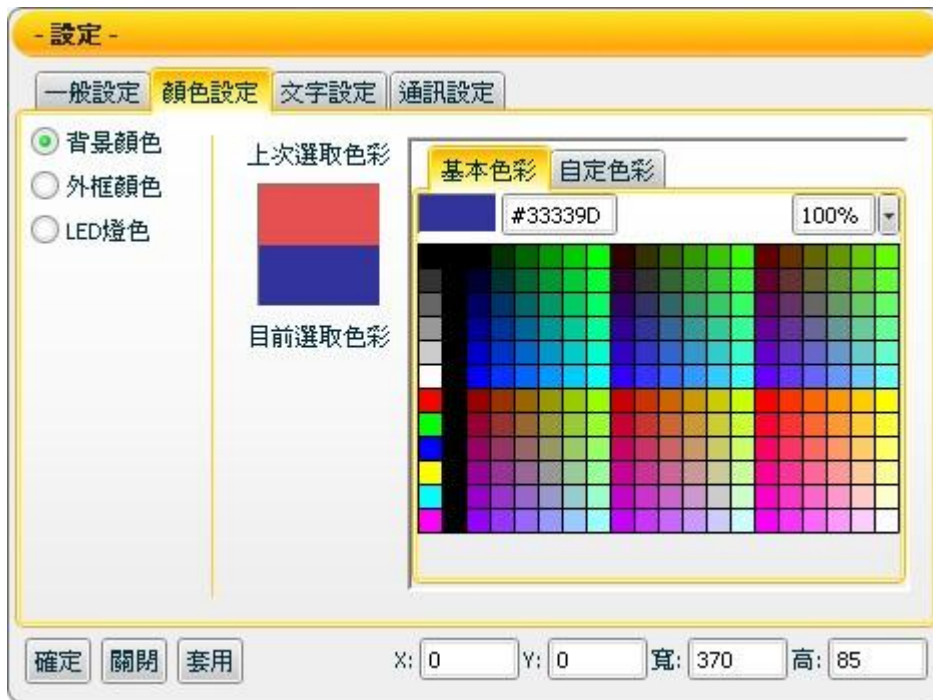 - 設定 -
一般設定 顏色設定 文字設定 通訊設定
背景顏色
外框顏色
LED燈色
上次選取色彩
目前選取色彩
基本色彩 自定色彩
#33339D 100%
確定 關閉 套用 X: 0 Y: 0 寬: 370 高: 85